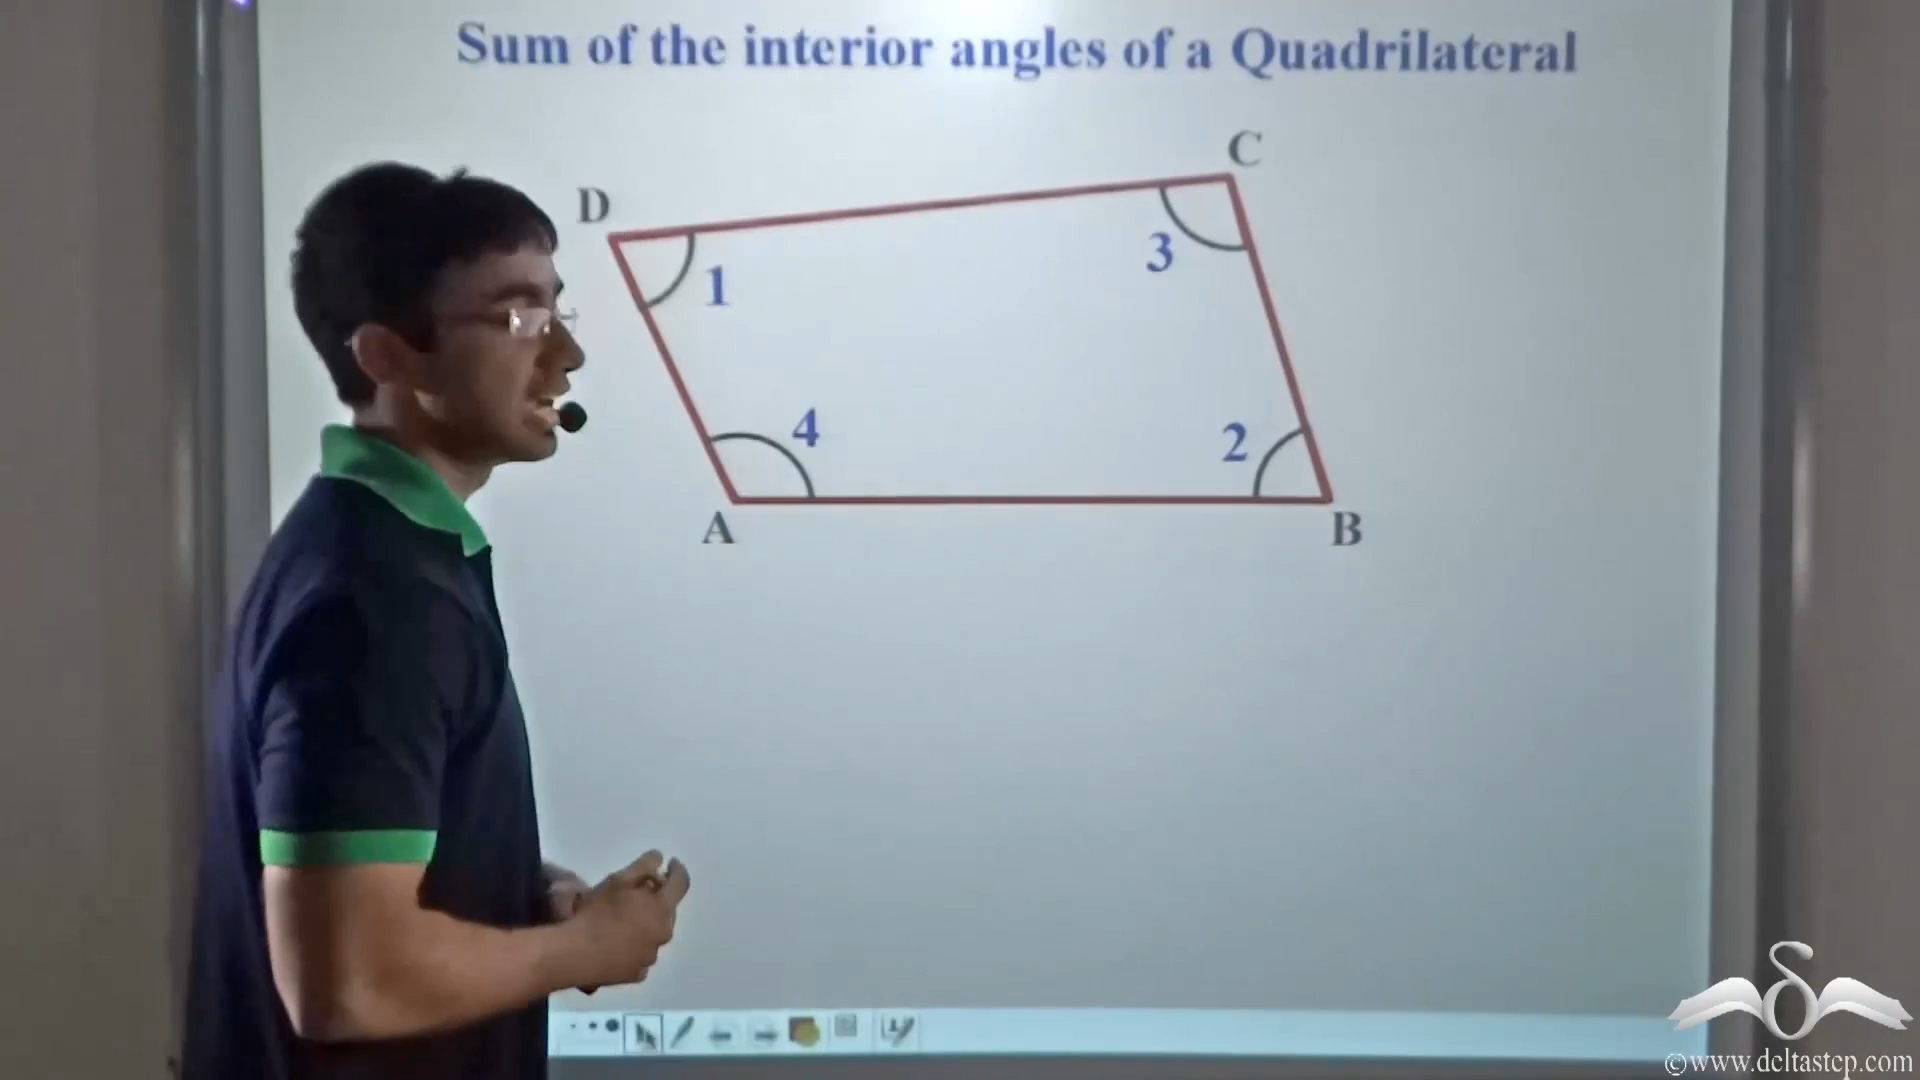 Sum of the interior angles of a Quadrilateral
C
D
3
1
4
2
A
B
©www.deltastep.com